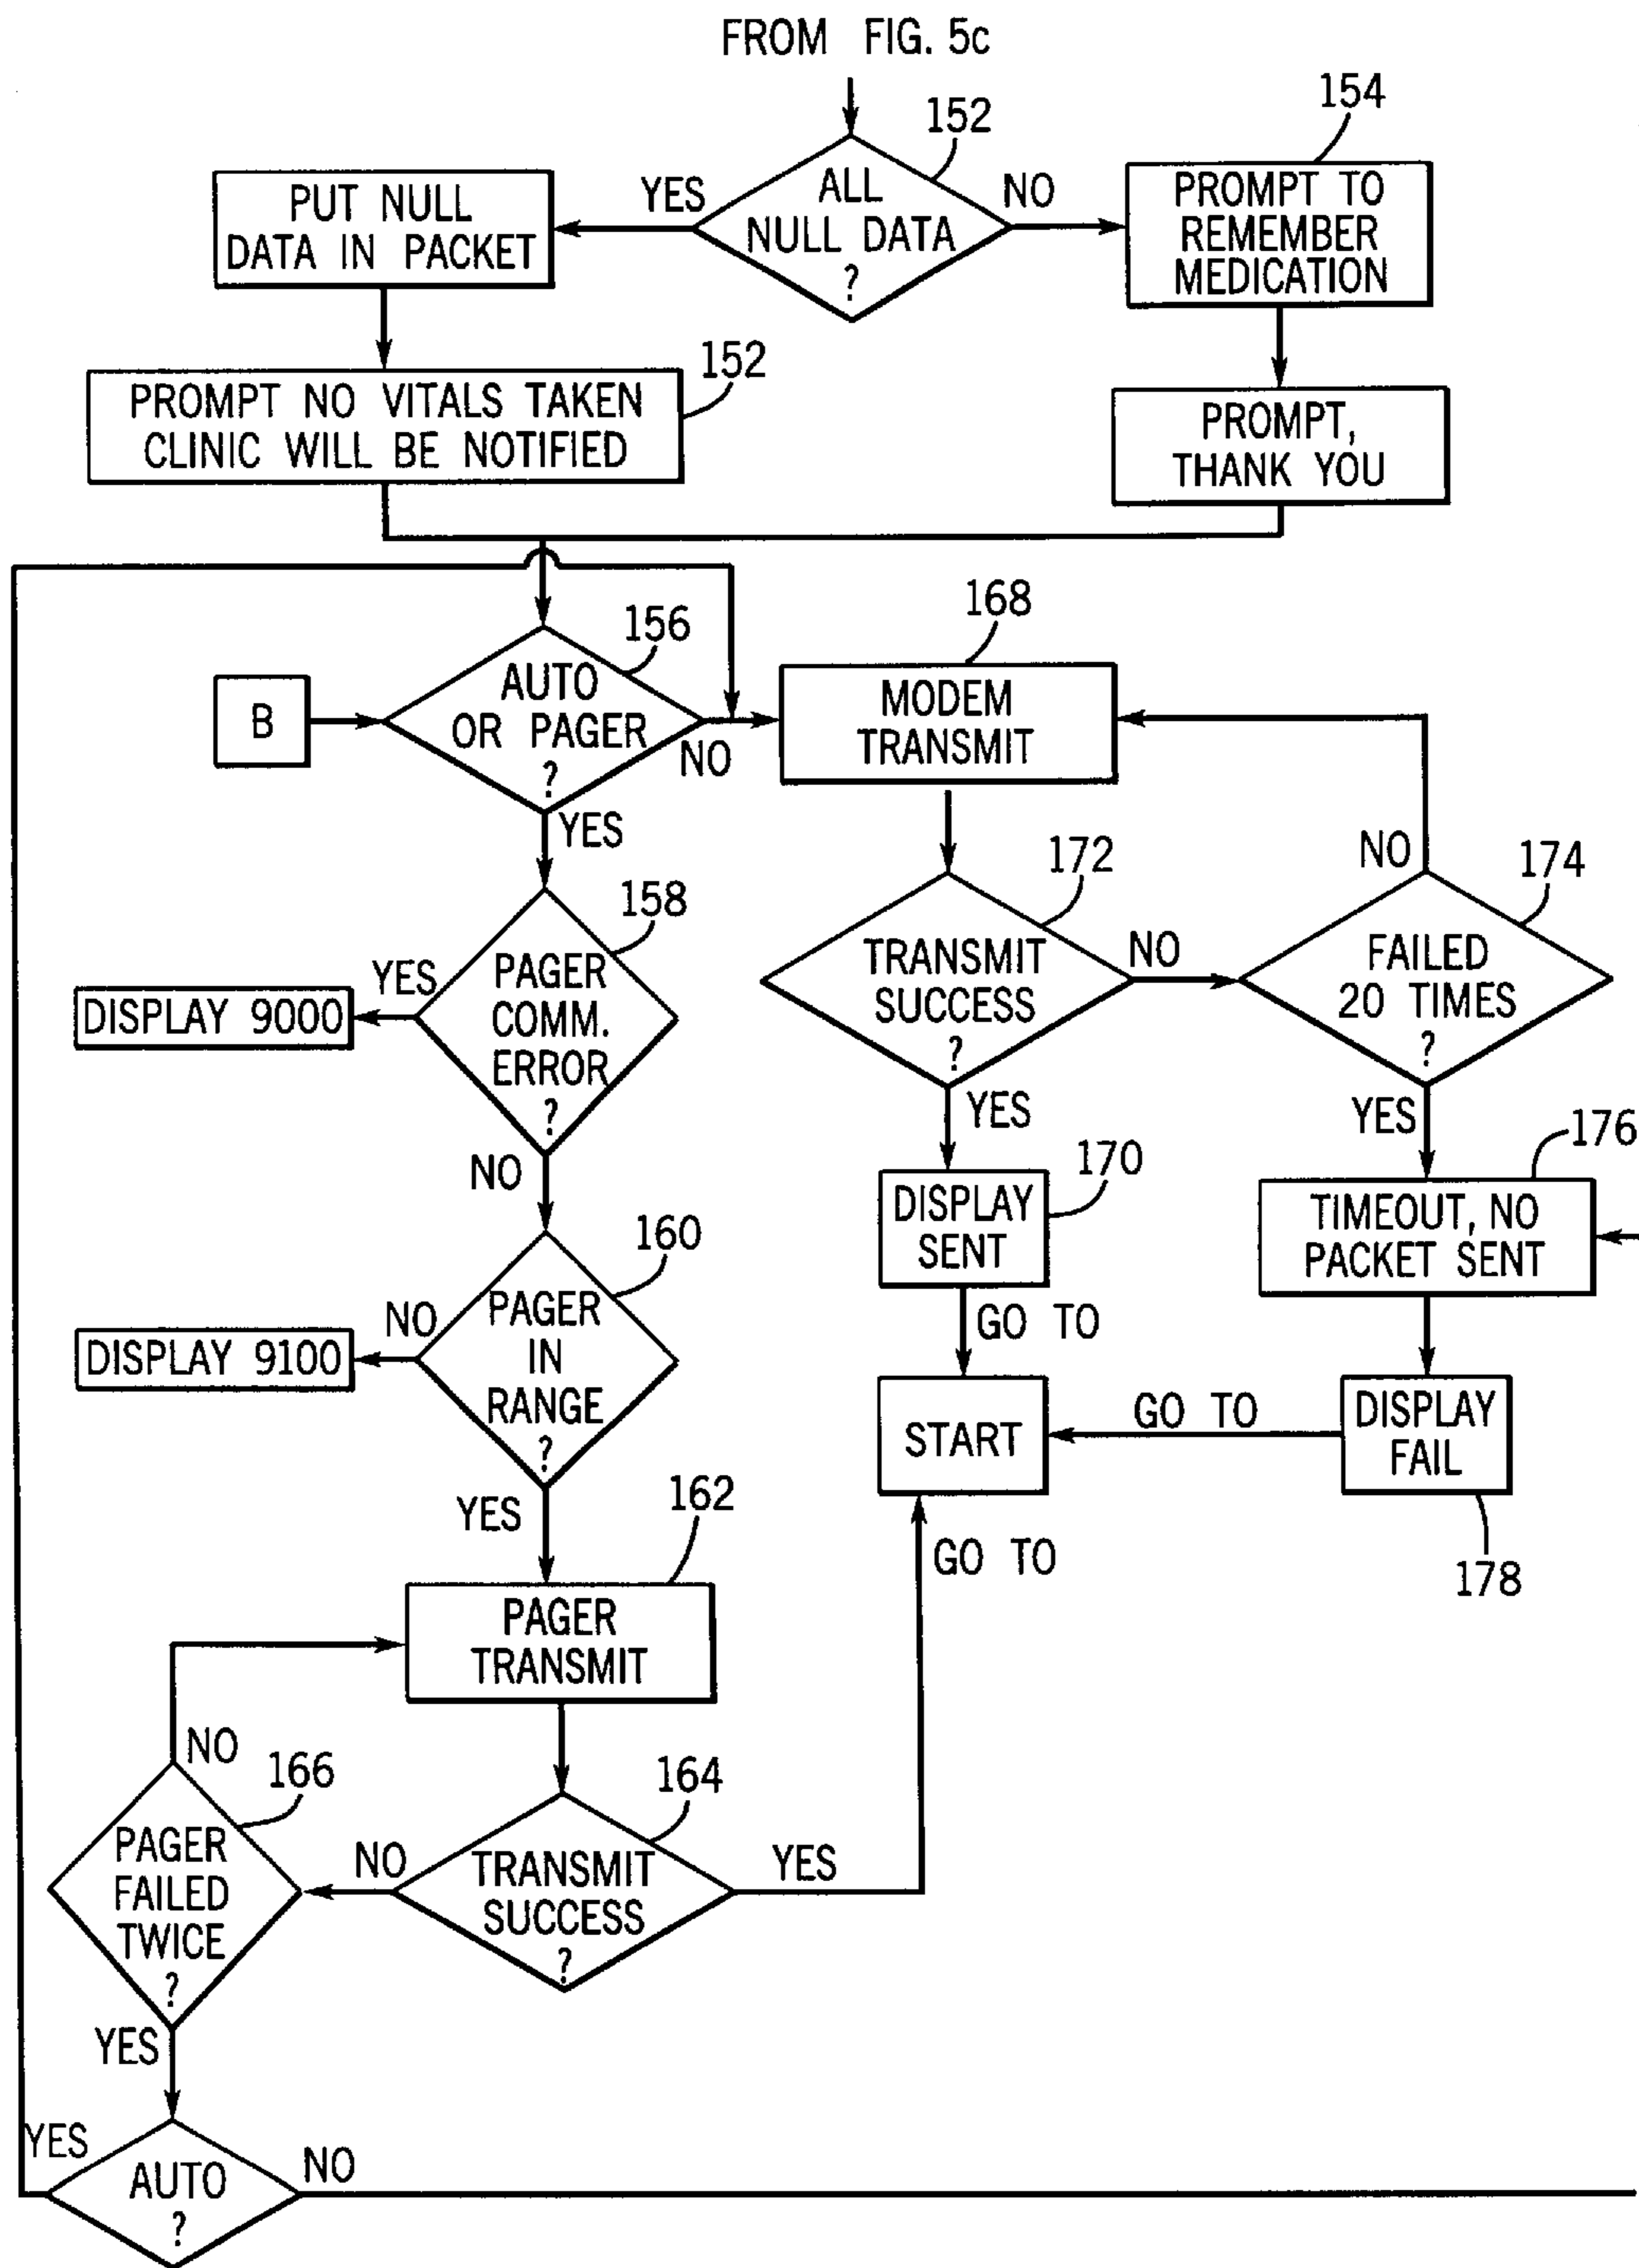 FROM FIG. 5c
152
154
YES
ALL
NULL DATA
?
NO
PUT NULL
DATA IN PACKET
PROMPT TO
REMEMBER
MEDICATION
152
PROMPT NO VITALS TAKEN
CLINIC WILL BE NOTIFIED
PROMPT,
THANK YOU
156
168
B
AUTO
OR PAGER
?
NO
YES
MODEM
TRANSMIT
158
172
NO
174
YES
PAGER
COMM.
ERROR
?
NO
DISPLAY 9000
TRANSMIT
SUCCESS
?
NO
YES
FAILED
20 TIMES
?
YES
176
170
DISPLAY
SENT
TIMEOUT, NO
PACKET SENT
160
NO
PAGER
IN
RANGE
?
YES
DISPLAY 9100
GO TO
START
GO TO
DISPLAY
FAIL
178
162
GO TO
PAGER
TRANSMIT
NO
166
164
PAGER
FAILED
TWICE
?
NO
TRANSMIT
SUCCESS
?
YES
YES
YES
AUTO
?
NO